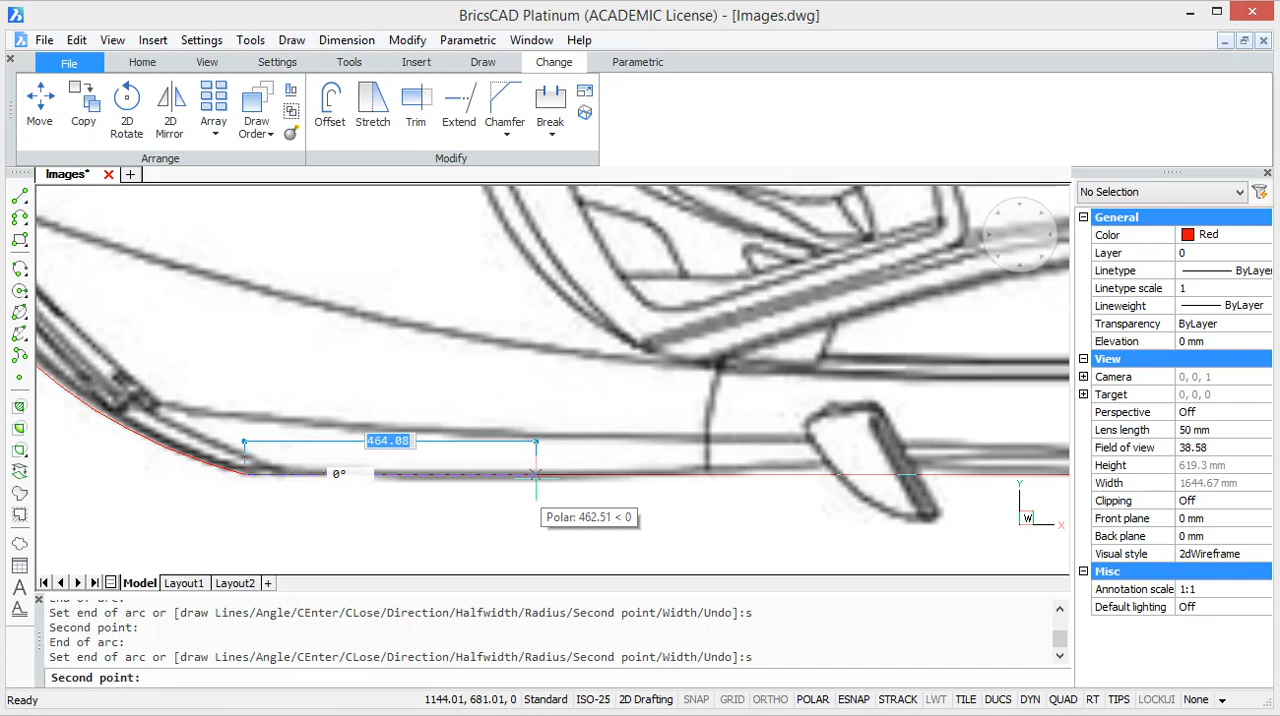 BricsCAD Platinum (ACADEMIC License) - [Images.dwg]
File Edit View Insert Settings Tools Draw Dimension Modify Parametric Window Help
File Home View Settings Tools Insert Draw Change Parametric
Move Copy 2D Rotate 2D Mirror Array Draw Order Offset Stretch Trim Extend Chamfer Break
Arrange Modify
Images*
No Selection
General
Color Red
Layer 0
Linetype ByLayer
Linetype scale 1
Lineweight ByLayer
Transparency ByLayer
Elevation 0 mm
View
Camera 0, 0, 1
Target 0, 0, 0
Perspective Off
Lens length 50 mm
Field of view 38.58
Height 619.3 mm
Width 1644.67 mm
Clipping Off
Front plane 0 mm
Back plane 0 mm
Visual style 2dWireframe
Misc
Annotation scale 1:1
Default lighting Off
464.08
0°
Polar: 462.51 < 0
Y
W
X
Model Layout1 Layout2 +
End of arc:
Set end of arc or [draw Lines/Angle/CEnter/CLose/Direction/Halfwidth/Radius/Second point/Width/Undo]:s
Second point:
End of arc:
Set end of arc or [draw Lines/Angle/CEnter/CLose/Direction/Halfwidth/Radius/Second point/Width/Undo]:s
Second point:
Ready 1144.01, 681.01, 0 Standard ISO-25 2D Drafting SNAP GRID ORTHO POLAR ESNAP STRACK LWT TILE DUCS DYN QUAD RT TIPS LOCKUI None